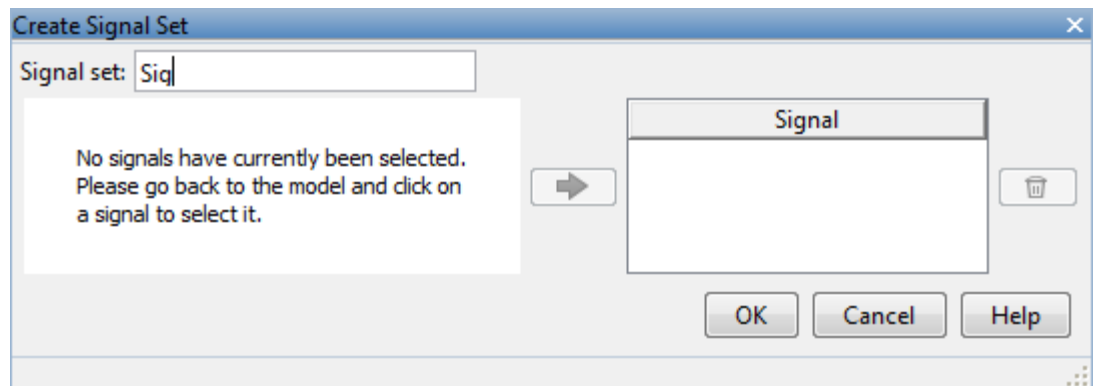 Create Signal Set
Signal set: Sig
Signal
No signals have currently been selected.
Please go back to the model and click on
a signal to select it.
OK Cancel Help